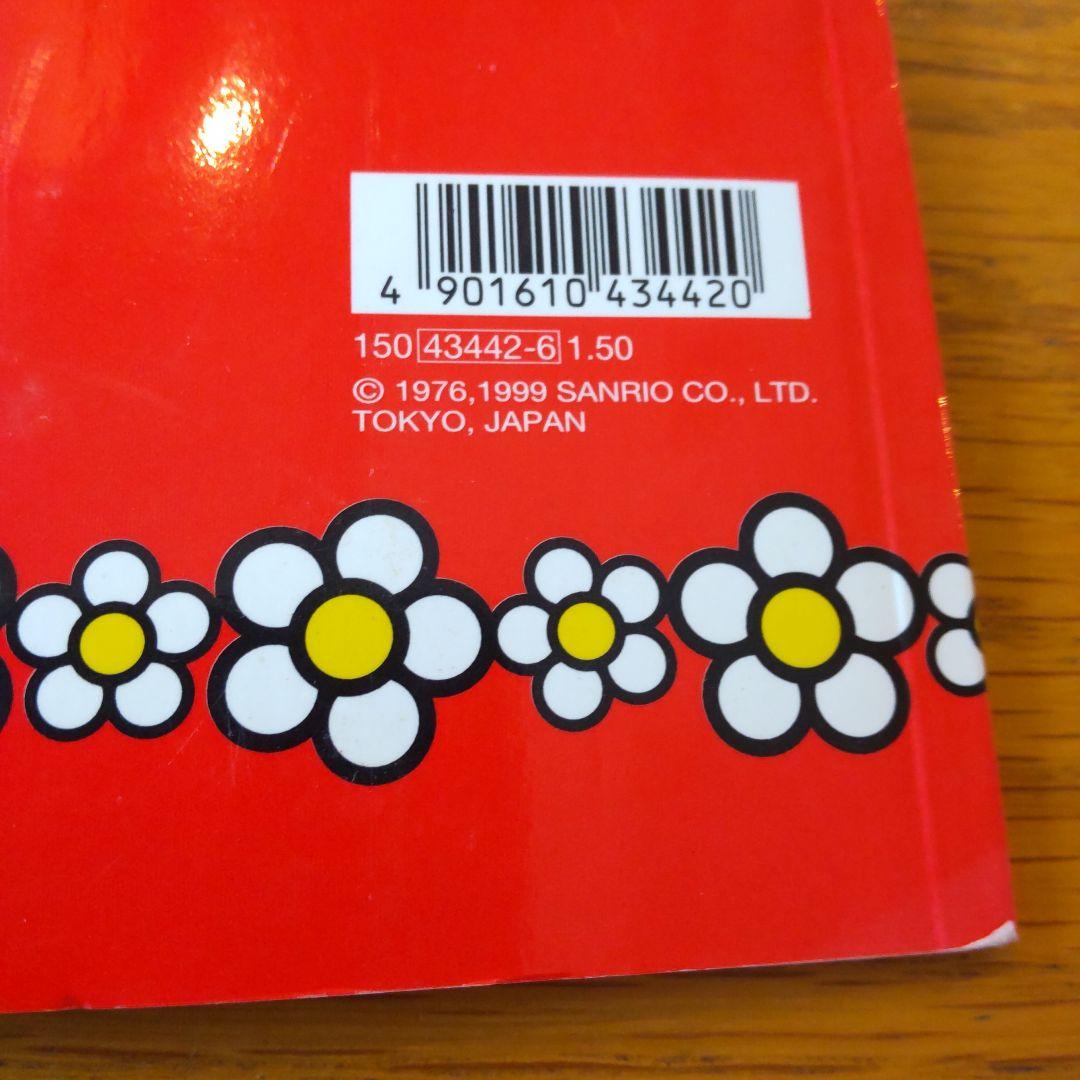 4 901610 434420
150 43442-6 1.50
© 1976,1999 SANRIO CO., LTD.
TOKYO, JAPAN